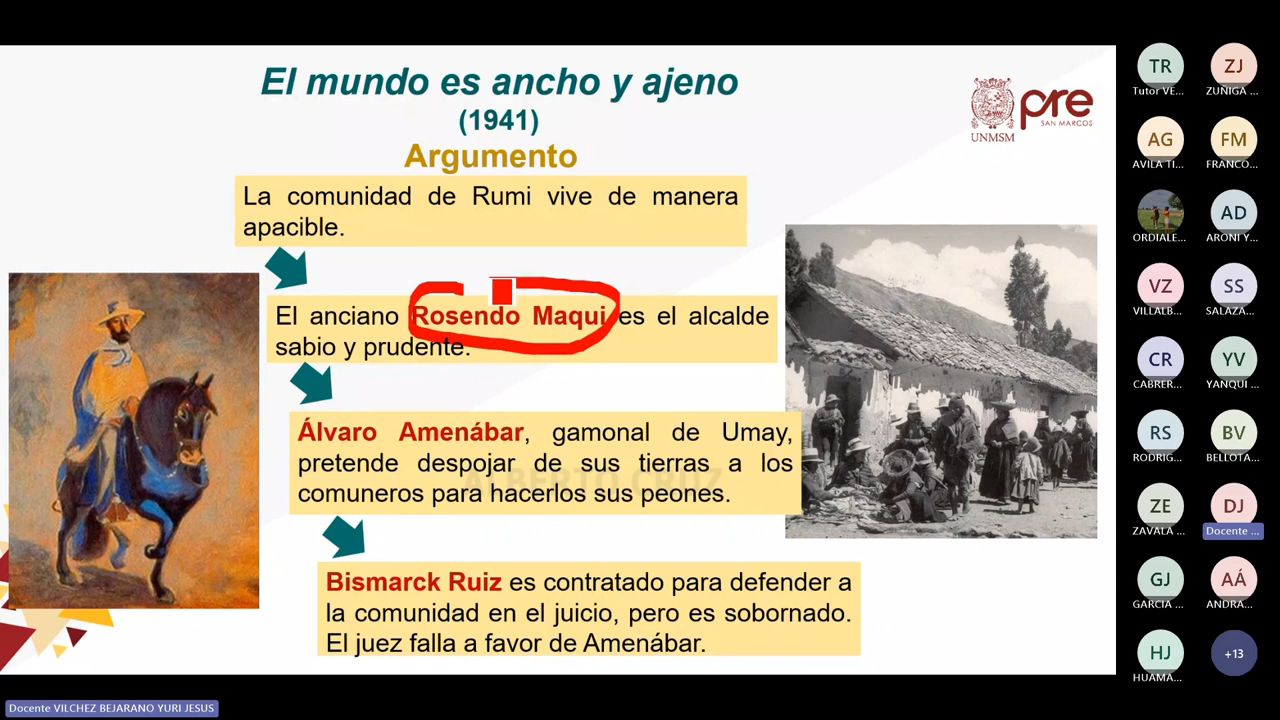 El mundo es ancho y ajeno
(1941)
Argumento
UNMSM
pre
SAN MARCOS
La comunidad de Rumi vive de manera
apacible.
El anciano Rosendo Maqui es el alcalde
sabio y prudente.
Álvaro Amenábar, gamonal de Umay,
pretende despojar de sus tierras a los
comuneros para hacerlos sus peones.
ALBERTO CRUZ
Bismarck Ruiz es contratado para defender a
la comunidad en el juicio, pero es sobornado.
El juez falla a favor de Amenábar.
TR
Tutor VE...
ZJ
ZUÑIGA ...
AG
AVILA TI...
FM
FRANCO...
ORDIALE...
AD
ARONI Y...
VZ
VILLALB...
SS
SALAZA...
CR
CABRER...
YV
YANQUI ...
RS
RODRIG...
BV
BELLOTA...
ZE
ZAVALA ...
DJ
Docente ...
GJ
GARCIA ...
AÁ
ANDRA...
HJ
HUAMA...
+13
Docente VILCHEZ BEJARANO YURI JESUS